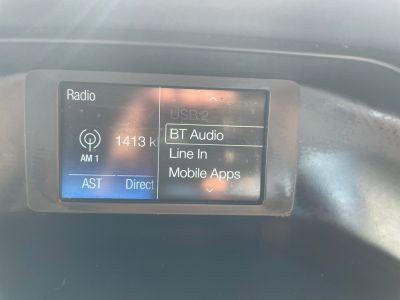 Radio
USB 2
BT Audio
1413 k
Line In
AM 1
Mobile Apps
AST Direct